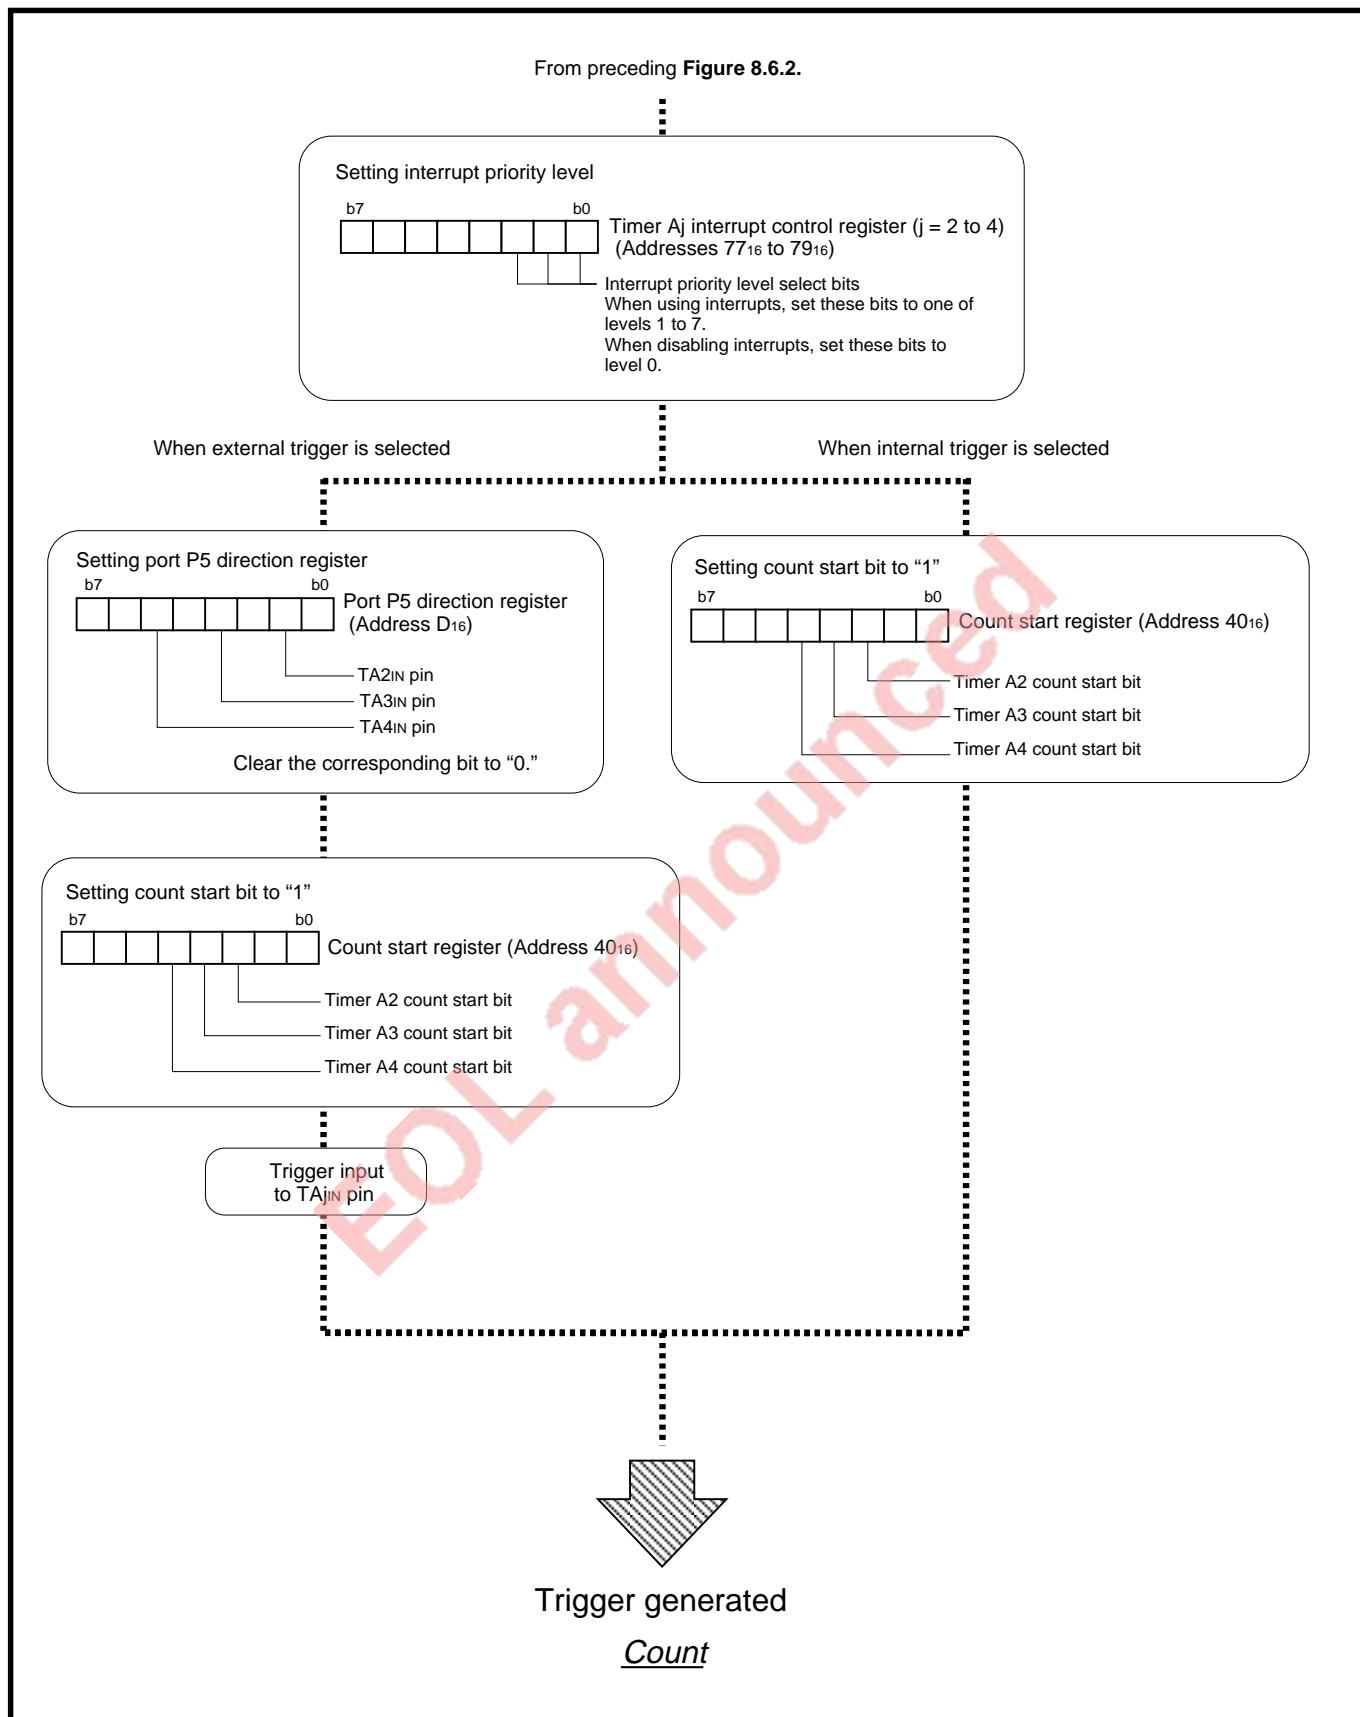 From preceding Figure 8.6.2.
Setting interrupt priority level
b7 b0
Timer Aj interrupt control register (j = 2 to 4)
(Addresses 7716 to 7916)
Interrupt priority level select bits
When using interrupts, set these bits to one of
levels 1 to 7.
When disabling interrupts, set these bits to
level 0.
When external trigger is selected
When internal trigger is selected
Setting port P5 direction register
b7 b0
Port P5 direction register
(Address D16)
TA2IN pin
TA3IN pin
TA4IN pin
Clear the corresponding bit to “0.”
Setting count start bit to “1”
b7 b0
Count start register (Address 4016)
Timer A2 count start bit
Timer A3 count start bit
Timer A4 count start bit
Setting count start bit to “1”
b7 b0
Count start register (Address 4016)
Timer A2 count start bit
Timer A3 count start bit
Timer A4 count start bit
Trigger input
to TAjIN pin
EOL announced
Trigger generated
Count